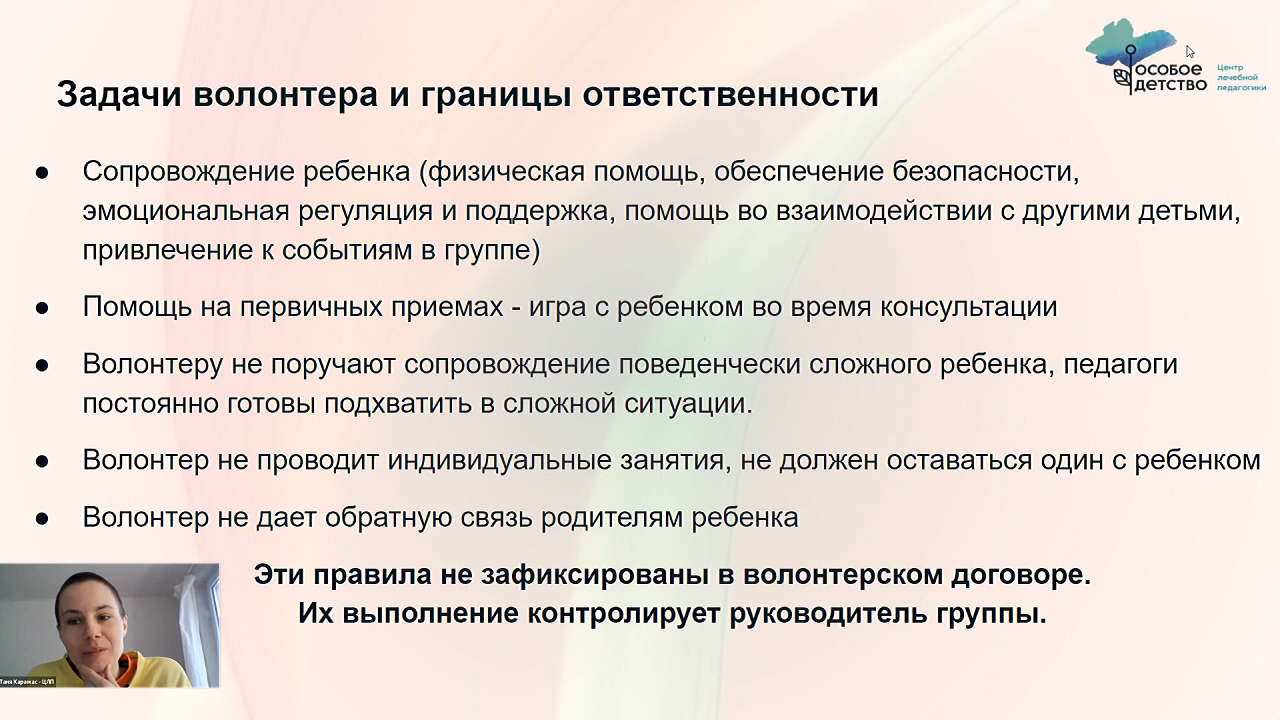 Задачи волонтера и границы ответственности
особое
детство
Центр
лечебной
педагогики
● Сопровождение ребенка (физическая помощь, обеспечение безопасности,
эмоциональная регуляция и поддержка, помощь во взаимодействии с другими детьми,
привлечение к событиям в группе)
● Помощь на первичных приемах - игра с ребенком во время консультации
● Волонтеру не поручают сопровождение поведенчески сложного ребенка, педагоги
постоянно готовы подхватить в сложной ситуации.
● Волонтер не проводит индивидуальные занятия, не должен оставаться один с ребенком
● Волонтер не дает обратную связь родителям ребенка
Эти правила не зафиксированы в волонтерском договоре.
Их выполнение контролирует руководитель группы.
Таня Каражас - ЦЛП